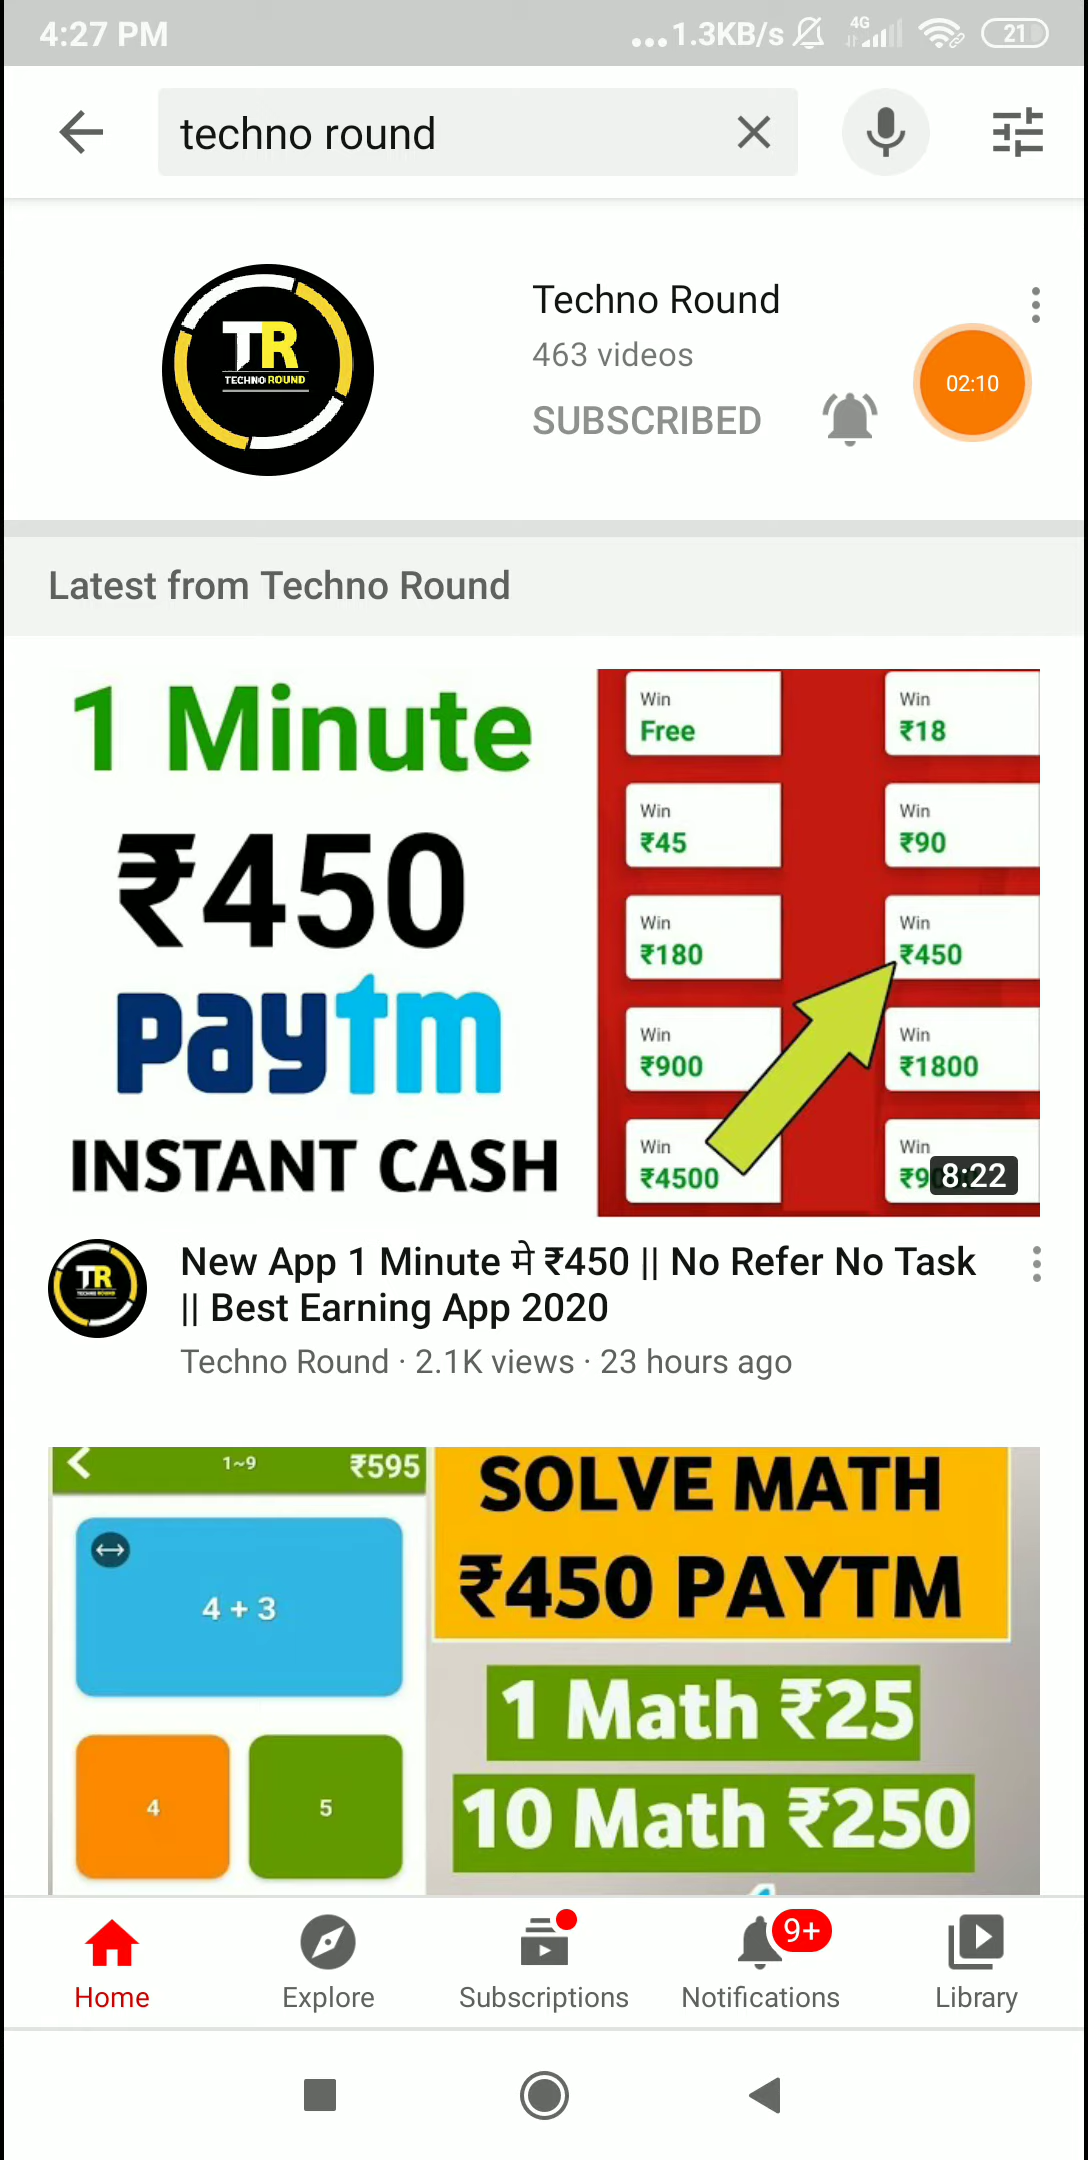 4:27 PM
...1.3KB/s 4G 21
techno round
TR
TECHNO ROUND
Techno Round
463 videos
SUBSCRIBED
02:10
Latest from Techno Round
1 Minute
₹450
paytm
INSTANT CASH
Win
Free
Win
₹18
Win
₹45
Win
₹90
Win
₹180
Win
₹450
Win
₹900
Win
₹1800
Win
₹4500
Win
8:22
TR
TECHNO ROUND
New App 1 Minute मे ₹450 || No Refer No Task
|| Best Earning App 2020
Techno Round · 2.1K views · 23 hours ago
1~9 ₹595
4 + 3
4
5
SOLVE MATH
₹450 PAYTM
1 Math ₹25
10 Math ₹250
9+
Home
Explore
Subscriptions
Notifications
Library